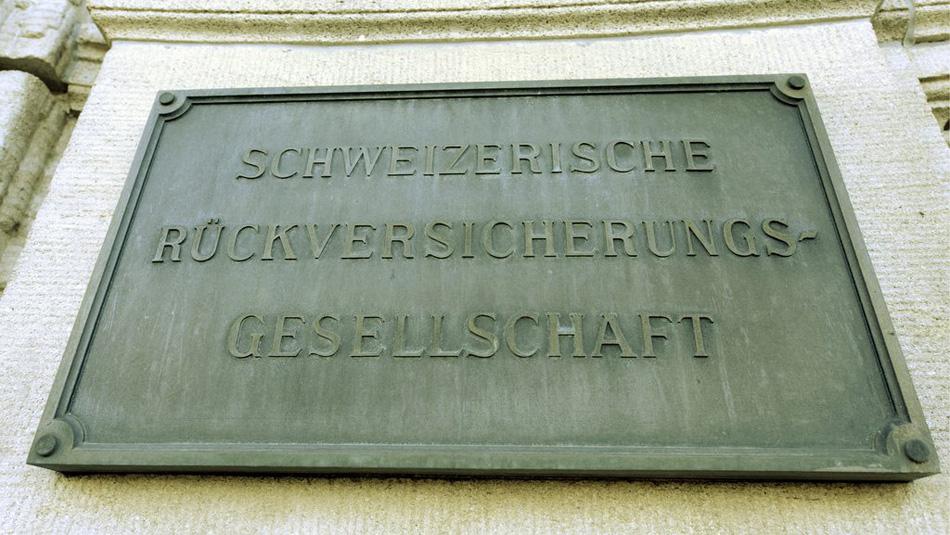 SCHWEIZERISCHE
RÜCKVERSICHERUNGS-
GESELLSCHAFT